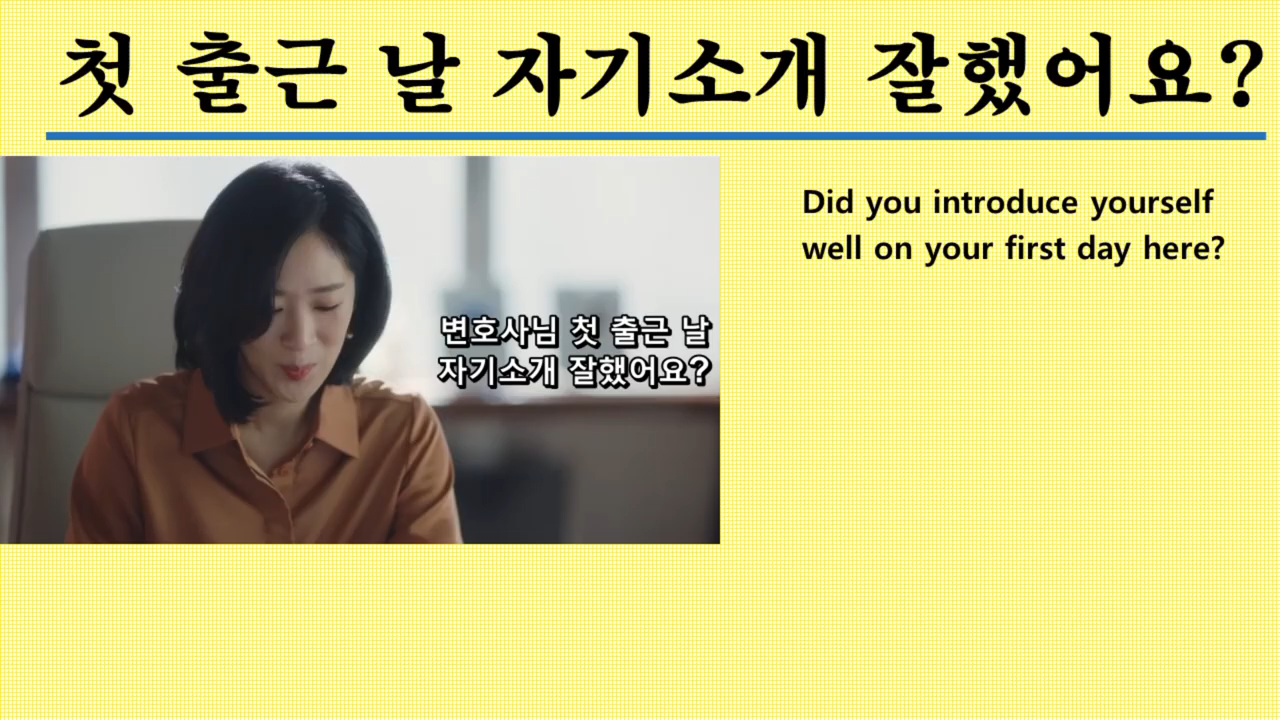 첫 출근 날 자기소개 잘했어요?
Did you introduce yourself
well on your first day here?
변호사님 첫 출근 날
자기소개 잘했어요?